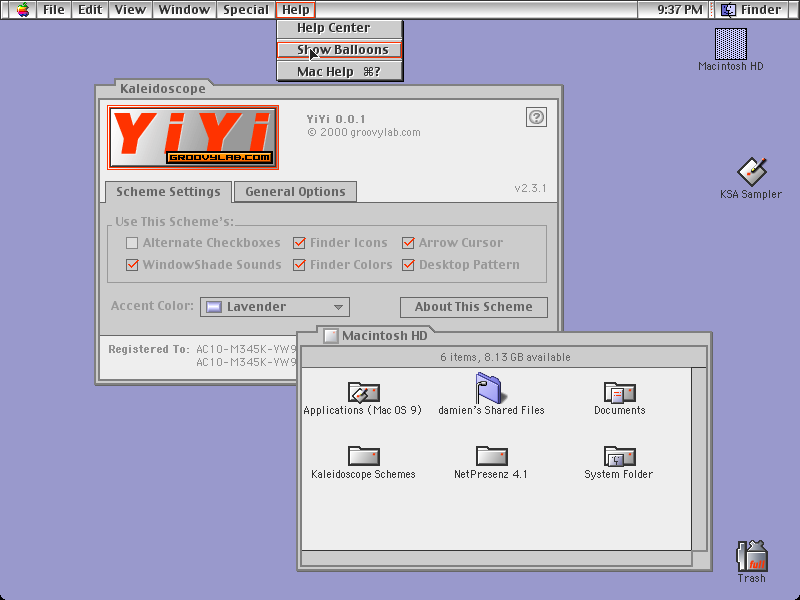 File Edit View Window Special Help 9:37 PM Finder
Help Center
Show Balloons
Mac Help ⌘?
Macintosh HD
Kaleidoscope
YiYi
GROOVYLAB.COM
YiYi 0.0.1
© 2000 groovylab.com
?
KSA Sampler
Scheme Settings General Options
v2.3.1
Use This Scheme's:
Alternate Checkboxes Finder Icons Arrow Cursor
WindowShade Sounds Finder Colors Desktop Pattern
Accent Color: Lavender About This Scheme
Registered To: AC10-M345K-VW9
AC10-M345K-VW9
Macintosh HD
6 items, 8.13 GB available
Applications (Mac OS 9) damien's Shared Files Documents
Kaleidoscope Schemes NetPresenz 4.1 System Folder
full
Trash